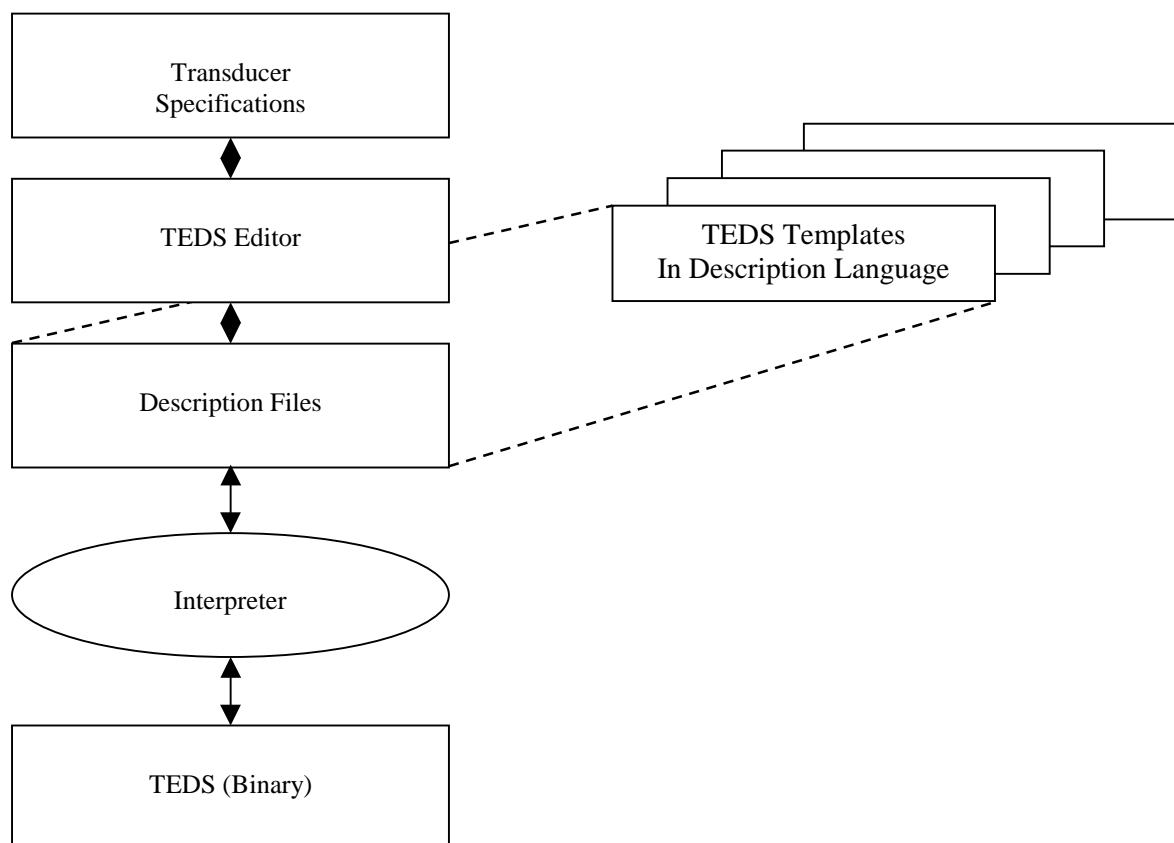 Transducer
Specifications
TEDS Editor
TEDS Templates
In Description Language
Description Files
Interpreter
TEDS (Binary)